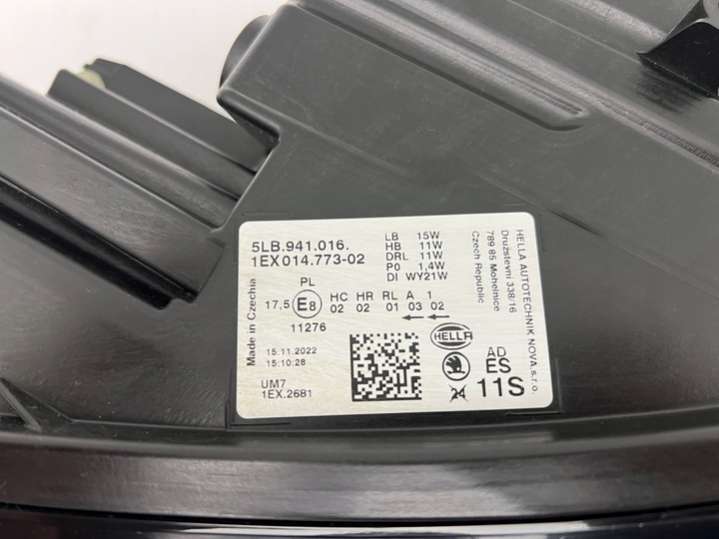 5LB.941.016.
1EX014.773-02
LB 15W
HB 11W
DRL 11W
PO 1,4W
DI WY21W
HELLA AUTOTECHNIK NOVA,s.r.o.
Družstevní 338/16
789 85 Mohelnice
Czech Republic
Made in Czechia
PL
17,5 E8 HC HR RL A 1
02 02 01 03 02
11276
15.11.2022
15:10:28
UM7
1EX.2681
HELLA
AD
ES
24 11S